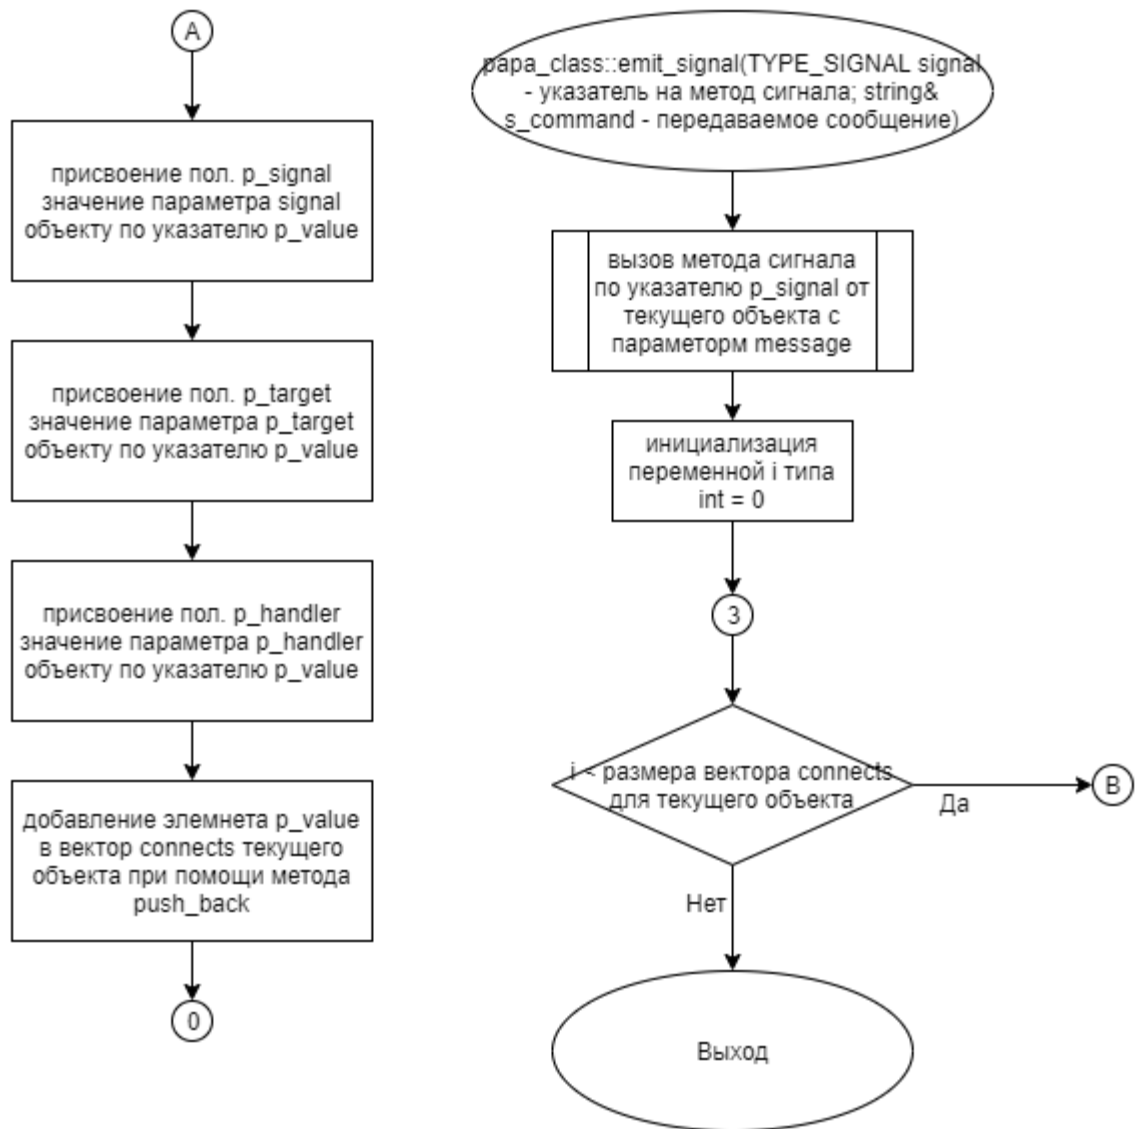 A
присвоение пол. p_signal
значение параметра signal
объекту по указателю p_value
присвоение пол. p_target
значение параметра p_target
объекту по указателю p_value
присвоение пол. p_handler
значение параметра p_handler
объекту по указателю p_value
добавление элемнета p_value
в вектор connects текущего
объекта при помощи метода
push_back
0
papa_class::emit_signal(TYPE_SIGNAL signal
- указатель на метод сигнала; string&
s_command - передаваемое сообщение)
вызов метода сигнала
по указателю p_signal от
текущего объекта с
параметорм message
инициализация
переменной i типа
int = 0
3
i < размера вектора connects
для текущего объекта
Да
B
Нет
Выход